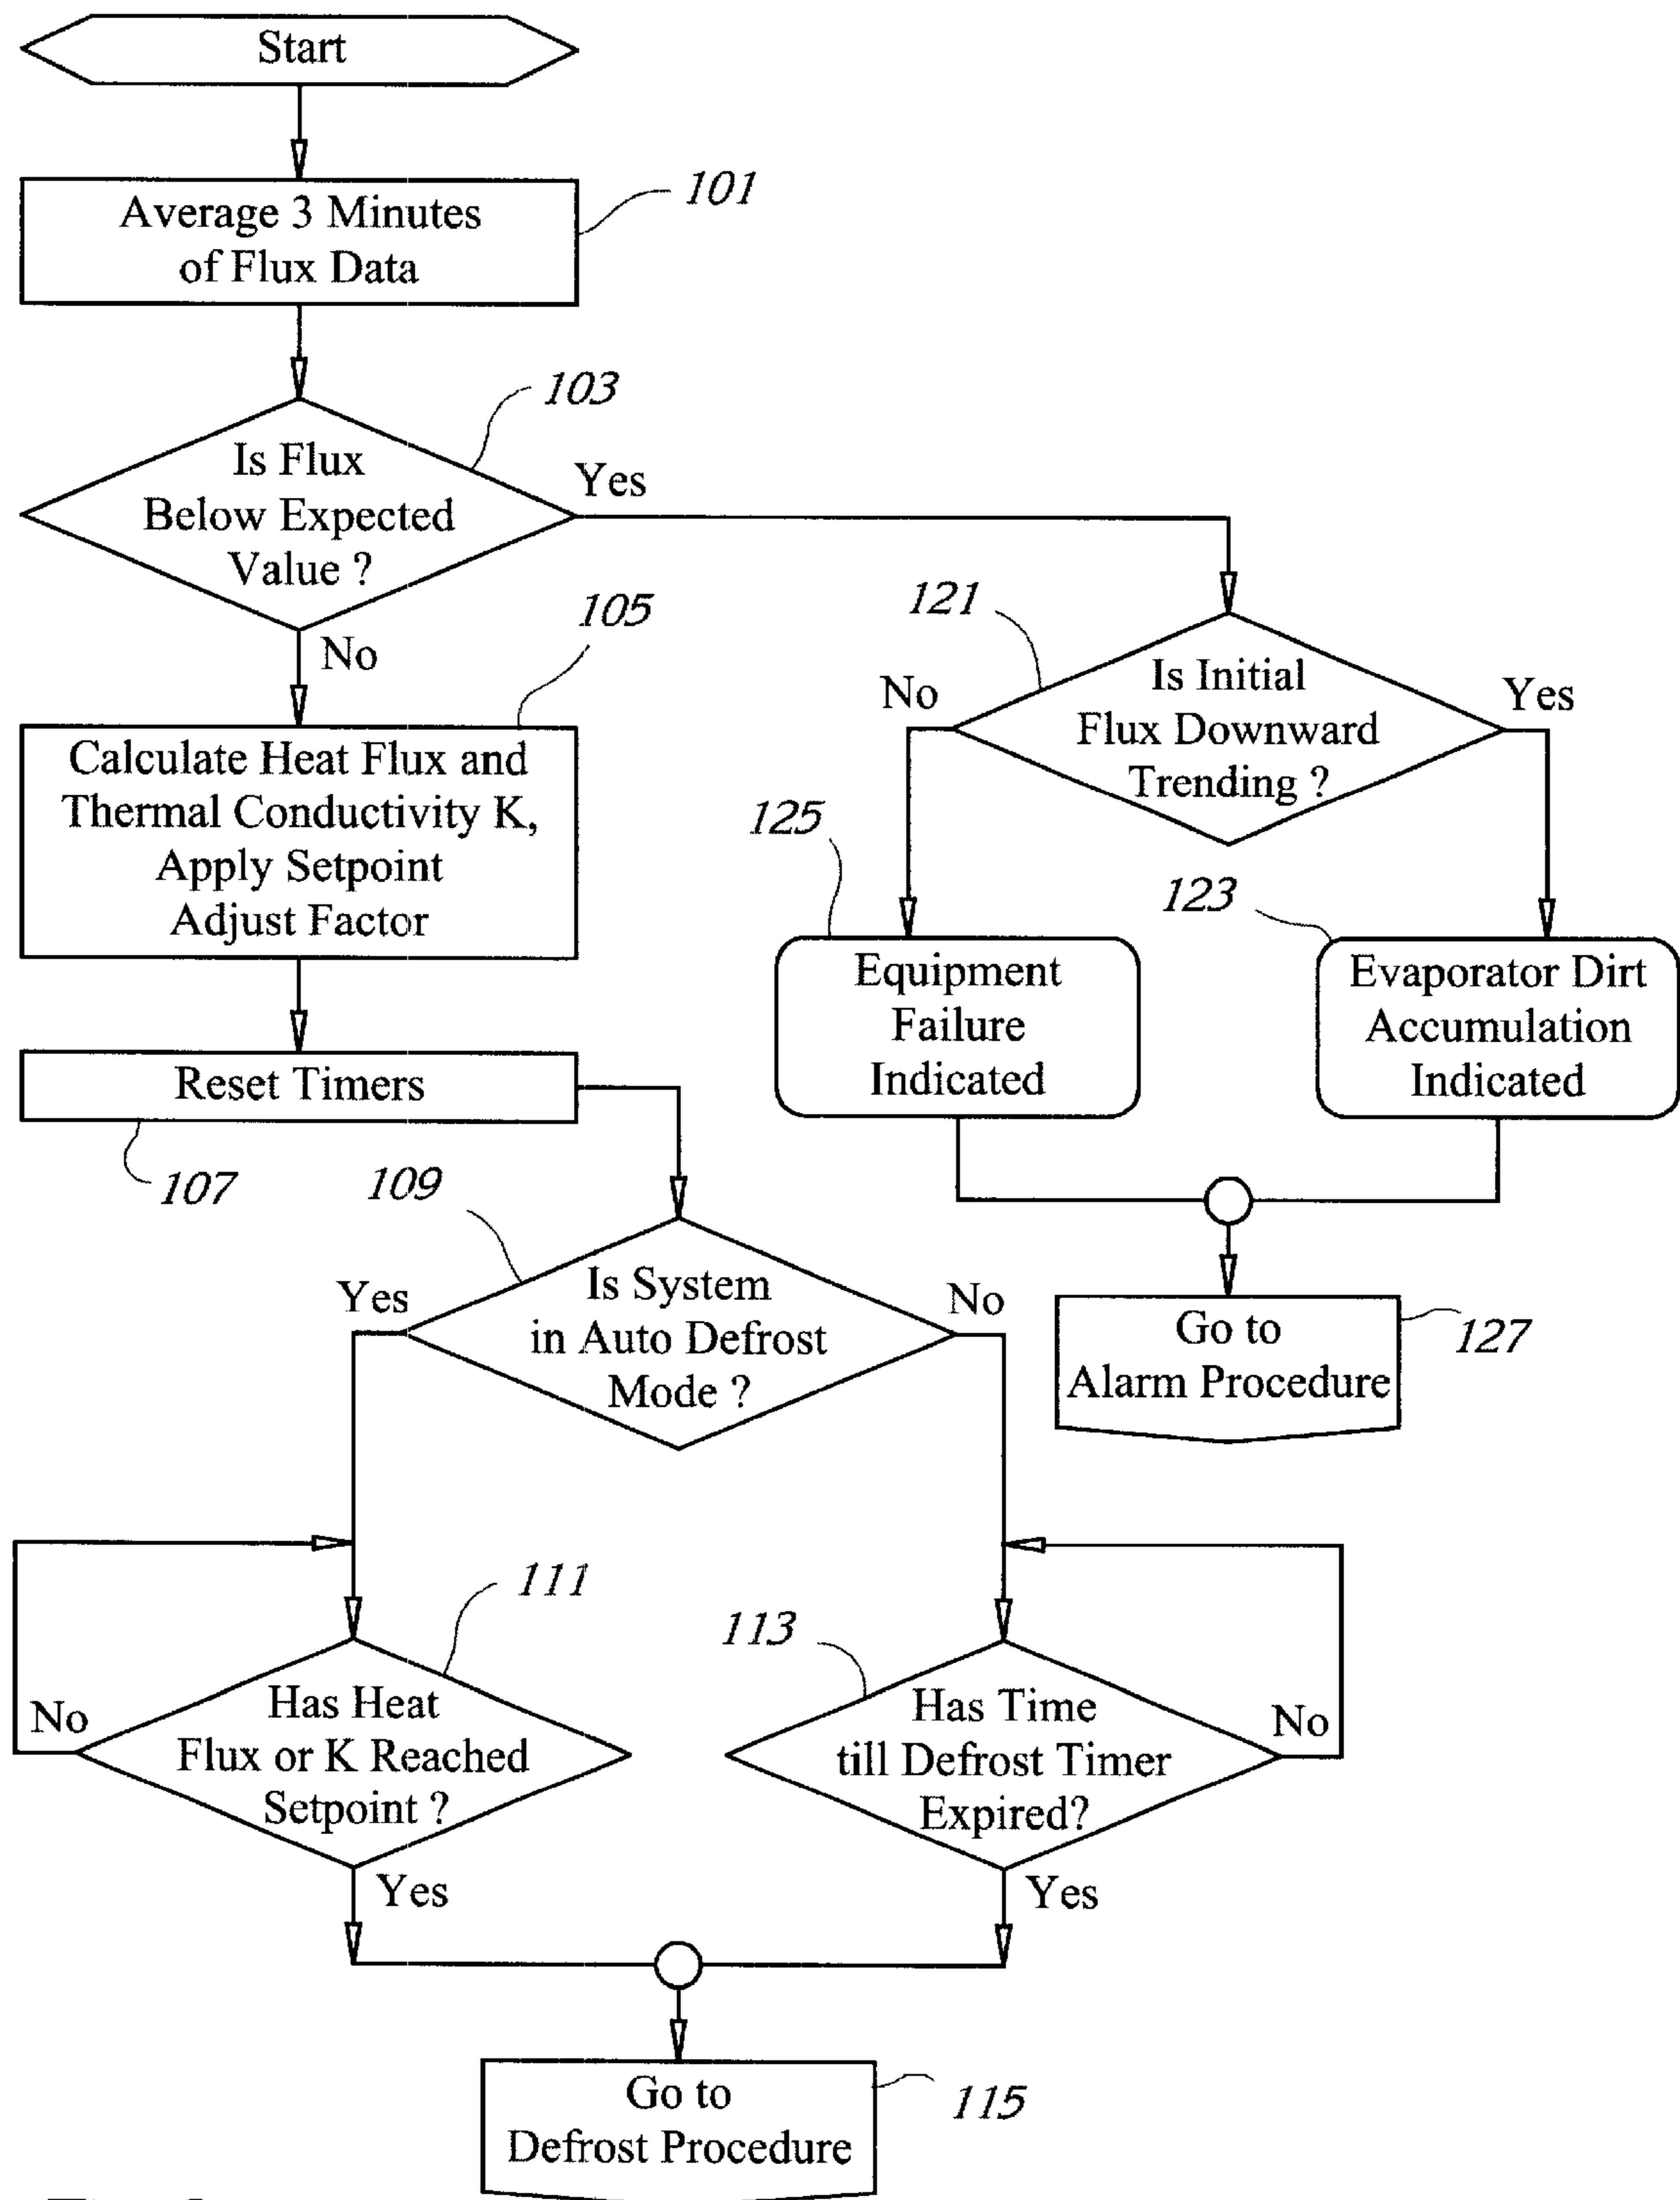 Start
101
Average 3 Minutes
of Flux Data
103
Is Flux
Below Expected
Value ?
Yes
No
105
Calculate Heat Flux and
Thermal Conductivity K,
Apply Setpoint
Adjust Factor
Reset Timers
107
121
Is Initial
Flux Downward
Trending ?
No
Yes
125
Equipment
Failure
Indicated
123
Evaporator Dirt
Accumulation
Indicated
Go to
Alarm Procedure
127
109
Is System
in Auto Defrost
Mode ?
Yes
No
111
Has Heat
Flux or K Reached
Setpoint ?
No
Yes
113
Has Time
till Defrost Timer
Expired?
No
Yes
Go to
Defrost Procedure
115